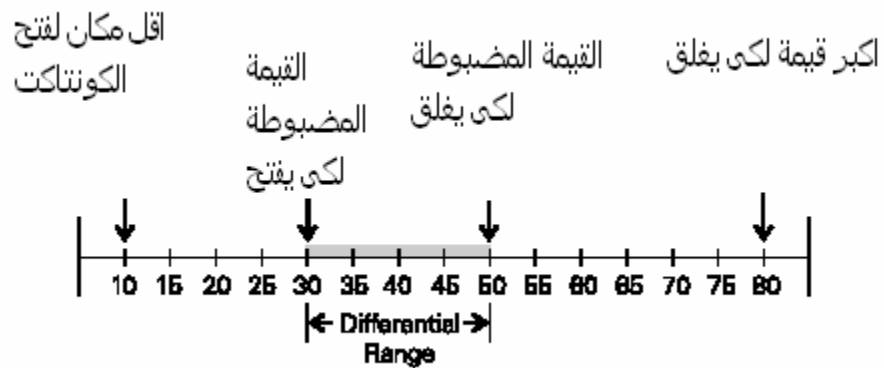 اقل مكان لفتح
الكونتاكت
القيمة
المضبوطة
لكى يفتح
القيمة المضبوطة
لكى يغلق
اكبر قيمة لكى يغلق
10 15 20 25 30 35 40 45 50 55 60 65 70 75 80
Differential
Range